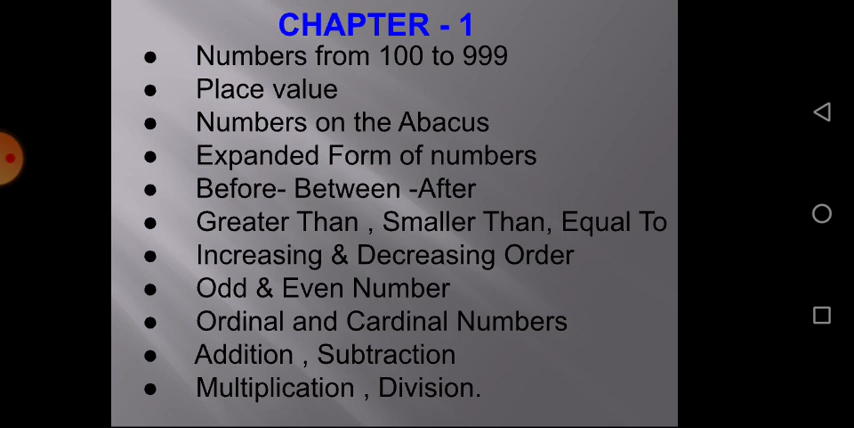 CHAPTER - 1
● Numbers from 100 to 999
● Place value
● Numbers on the Abacus
● Expanded Form of numbers
● Before- Between -After
● Greater Than , Smaller Than, Equal To
● Increasing & Decreasing Order
● Odd & Even Number
● Ordinal and Cardinal Numbers
● Addition , Subtraction
● Multiplication , Division.